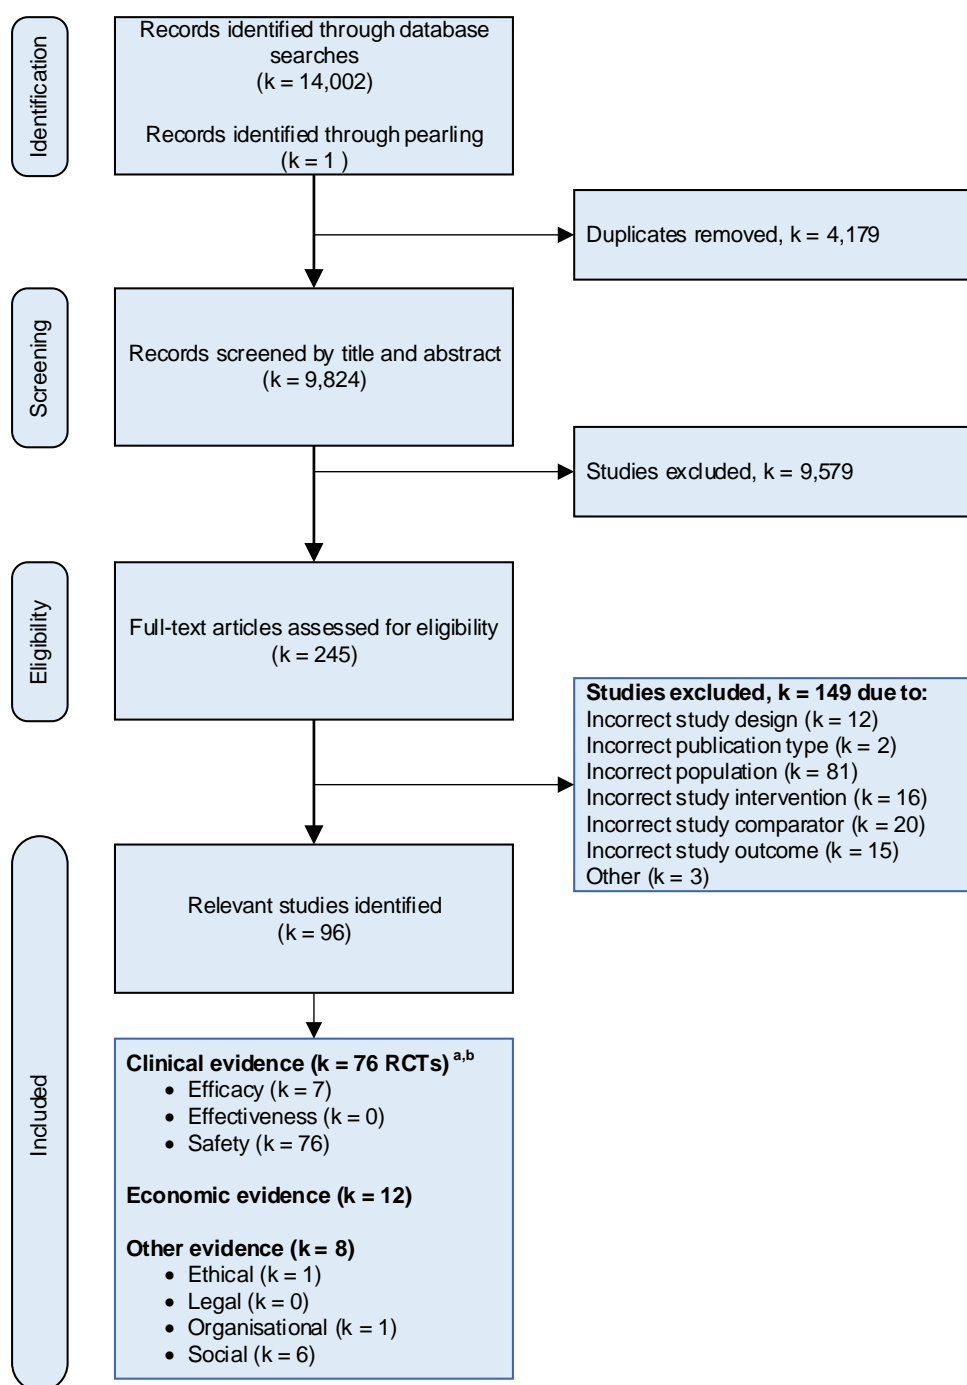 Identification
Records identified through database
searches
(k = 14,002)
Records identified through pearling
(k = 1 )
Duplicates removed, k = 4,179
Screening
Records screened by title and abstract
(k = 9,824)
Studies excluded, k = 9,579
Eligibility
Full-text articles assessed for eligibility
(k = 245)
Studies excluded, k = 149 due to:
Incorrect study design (k = 12)
Incorrect publication type (k = 2)
Incorrect population (k = 81)
Incorrect study intervention (k = 16)
Incorrect study comparator (k = 20)
Incorrect study outcome (k = 15)
Other (k = 3)
Included
Relevant studies identified
(k = 96)
Clinical evidence (k = 76 RCTs) a,b
• Efficacy (k = 7)
• Effectiveness (k = 0)
• Safety (k = 76)
Economic evidence (k = 12)
Other evidence (k = 8)
• Ethical (k = 1)
• Legal (k = 0)
• Organisational (k = 1)
• Social (k = 6)